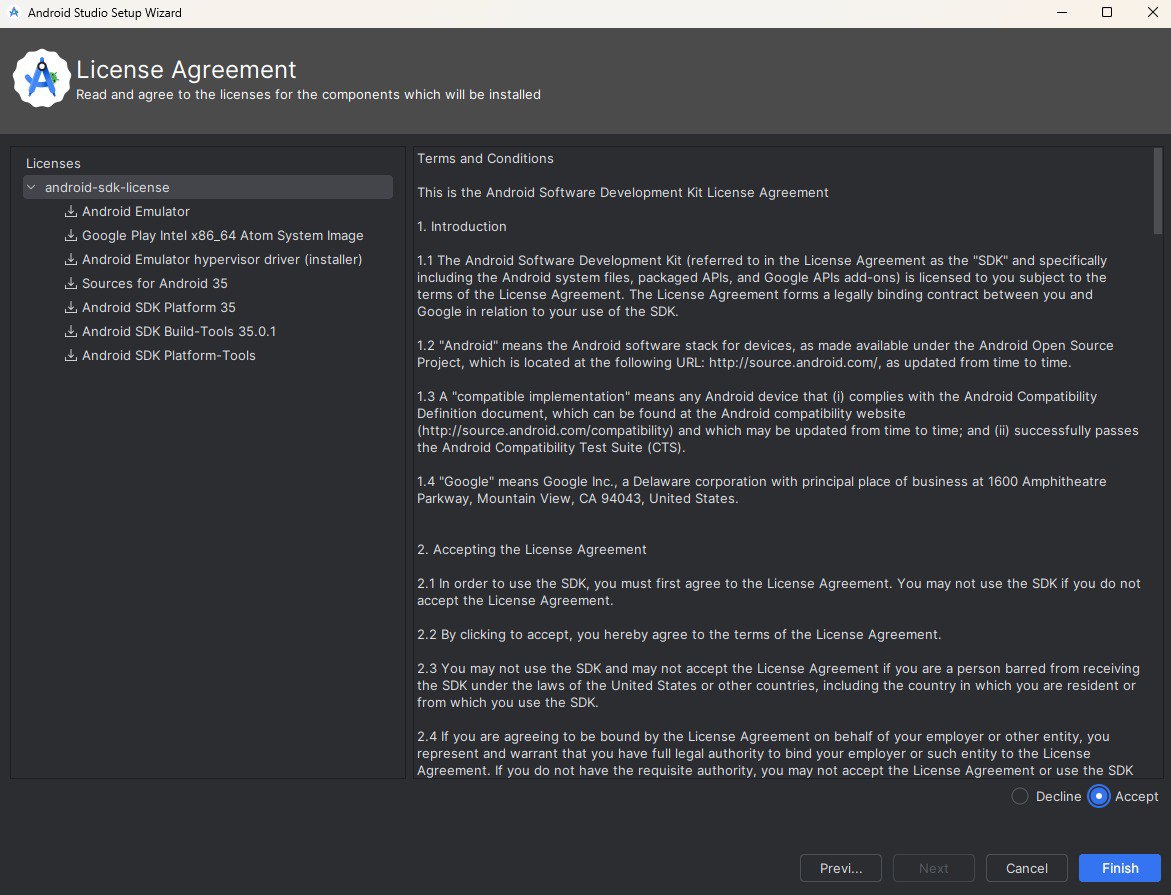 Android Studio Setup Wizard
License Agreement
Read and agree to the licenses for the components which will be installed
Licenses
android-sdk-license
Android Emulator
Google Play Intel x86_64 Atom System Image
Android Emulator hypervisor driver (installer)
Sources for Android 35
Android SDK Platform 35
Android SDK Build-Tools 35.0.1
Android SDK Platform-Tools
Terms and Conditions
This is the Android Software Development Kit License Agreement
1. Introduction
1.1 The Android Software Development Kit (referred to in the License Agreement as the "SDK" and specifically
including the Android system files, packaged APIs, and Google APIs add-ons) is licensed to you subject to the
terms of the License Agreement. The License Agreement forms a legally binding contract between you and
Google in relation to your use of the SDK.
1.2 "Android" means the Android software stack for devices, as made available under the Android Open Source
Project, which is located at the following URL: http://source.android.com/, as updated from time to time.
1.3 A "compatible implementation" means any Android device that (i) complies with the Android Compatibility
Definition document, which can be found at the Android compatibility website
(http://source.android.com/compatibility) and which may be updated from time to time; and (ii) successfully passes
the Android Compatibility Test Suite (CTS).
1.4 "Google" means Google Inc., a Delaware corporation with principal place of business at 1600 Amphitheatre
Parkway, Mountain View, CA 94043, United States.
2. Accepting the License Agreement
2.1 In order to use the SDK, you must first agree to the License Agreement. You may not use the SDK if you do not
accept the License Agreement.
2.2 By clicking to accept, you hereby agree to the terms of the License Agreement.
2.3 You may not use the SDK and may not accept the License Agreement if you are a person barred from receiving
the SDK under the laws of the United States or other countries, including the country in which you are resident or
from which you use the SDK.
2.4 If you are agreeing to be bound by the License Agreement on behalf of your employer or other entity, you
represent and warrant that you have full legal authority to bind your employer or such entity to the License
Agreement. If you do not have the requisite authority, you may not accept the License Agreement or use the SDK
Decline Accept
Previ... Next Cancel Finish